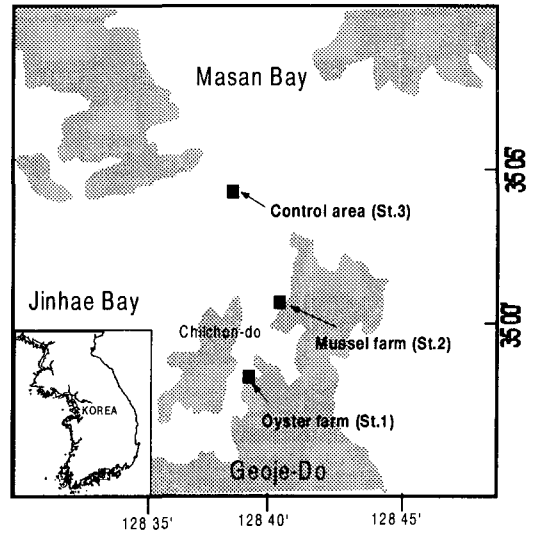 Masan Bay
35 05'
Control area (St.3)
Jinhae Bay
Chilchon-do
35 00'
Mussel farm (St.2)
KOREA
Oyster farm (St.1)
Geoje-Do
128 35'
128 40'
128 45'